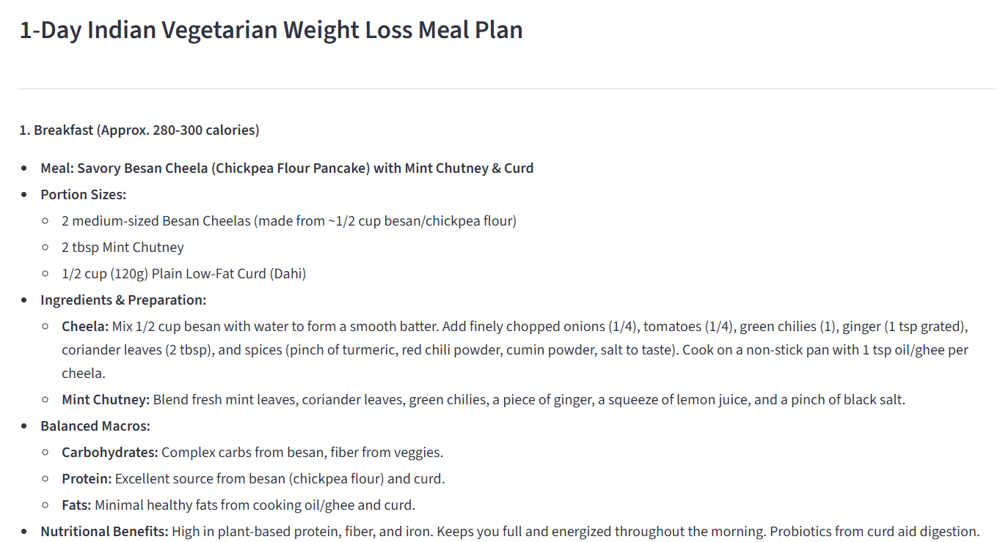 1-Day Indian Vegetarian Weight Loss Meal Plan
1. Breakfast (Approx. 280-300 calories)
• Meal: Savory Besan Cheela (Chickpea Flour Pancake) with Mint Chutney & Curd
• Portion Sizes:
◦ 2 medium-sized Besan Cheelas (made from ~1/2 cup besan/chickpea flour)
◦ 2 tbsp Mint Chutney
◦ 1/2 cup (120g) Plain Low-Fat Curd (Dahi)
• Ingredients & Preparation:
◦ Cheela: Mix 1/2 cup besan with water to form a smooth batter. Add finely chopped onions (1/4), tomatoes (1/4), green chilies (1), ginger (1 tsp grated),
coriander leaves (2 tbsp), and spices (pinch of turmeric, red chili powder, cumin powder, salt to taste). Cook on a non-stick pan with 1 tsp oil/ghee per
cheela.
◦ Mint Chutney: Blend fresh mint leaves, coriander leaves, green chilies, a piece of ginger, a squeeze of lemon juice, and a pinch of black salt.
• Balanced Macros:
◦ Carbohydrates: Complex carbs from besan, fiber from veggies.
◦ Protein: Excellent source from besan (chickpea flour) and curd.
◦ Fats: Minimal healthy fats from cooking oil/ghee and curd.
• Nutritional Benefits: High in plant-based protein, fiber, and iron. Keeps you full and energized throughout the morning. Probiotics from curd aid digestion.